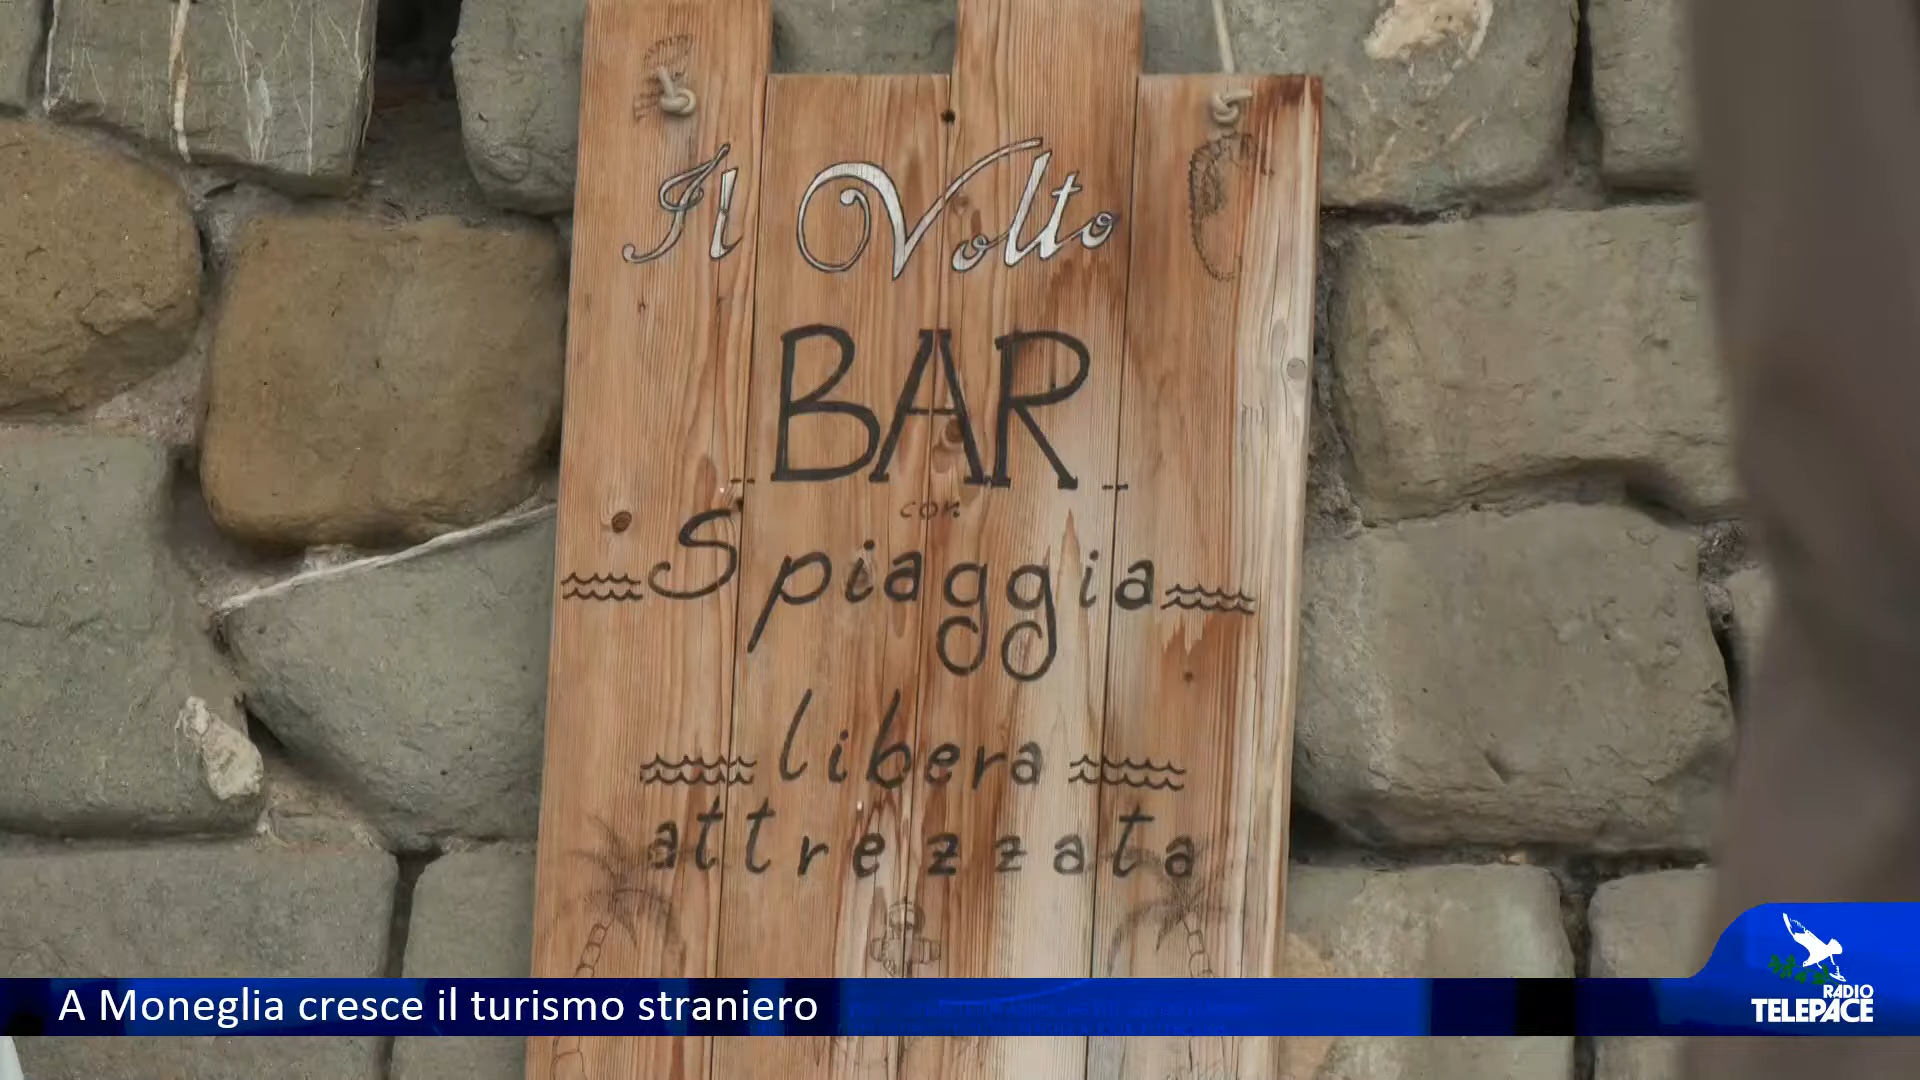 Il Volto
BAR
con
Spiaggia
libera
attrezzata
A Moneglia cresce il turismo straniero
RADIO
TELEPACE